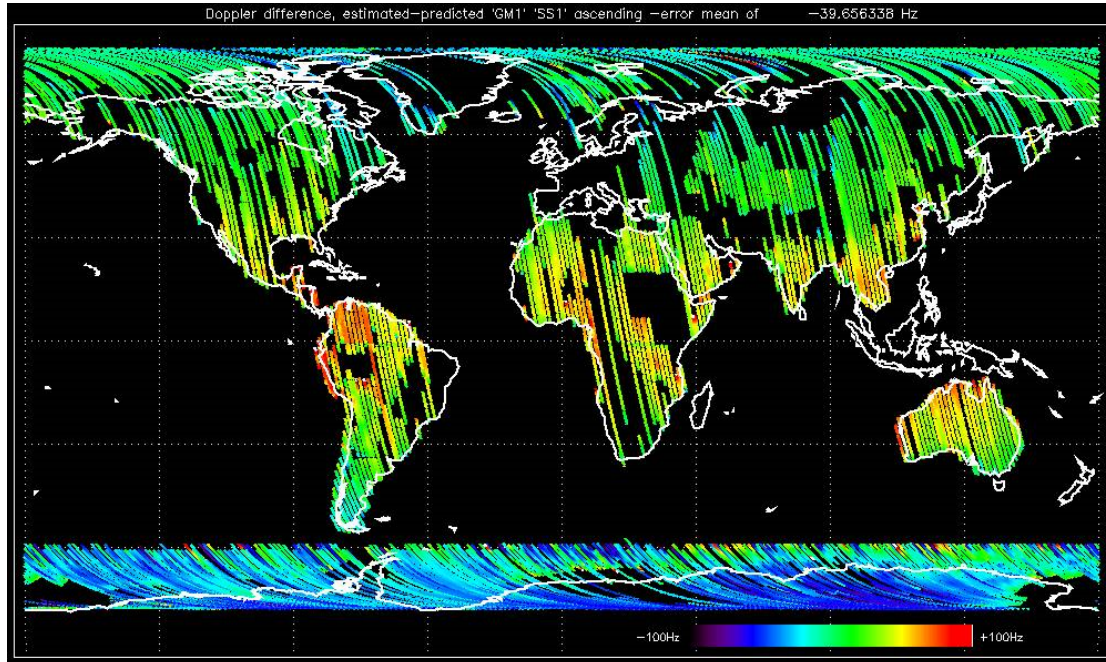 Doppler difference, estimated-predicted 'GM1' 'SS1' ascending -error mean of -39.656338 Hz
-100Hz +100Hz